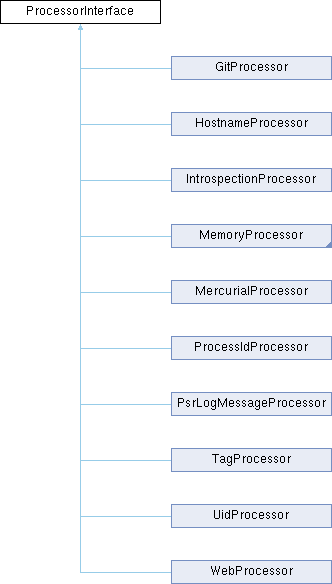 ProcessorInterface
GitProcessor
HostnameProcessor
IntrospectionProcessor
MemoryProcessor
MercurialProcessor
ProcessIdProcessor
PsrLogMessageProcessor
TagProcessor
UidProcessor
WebProcessor